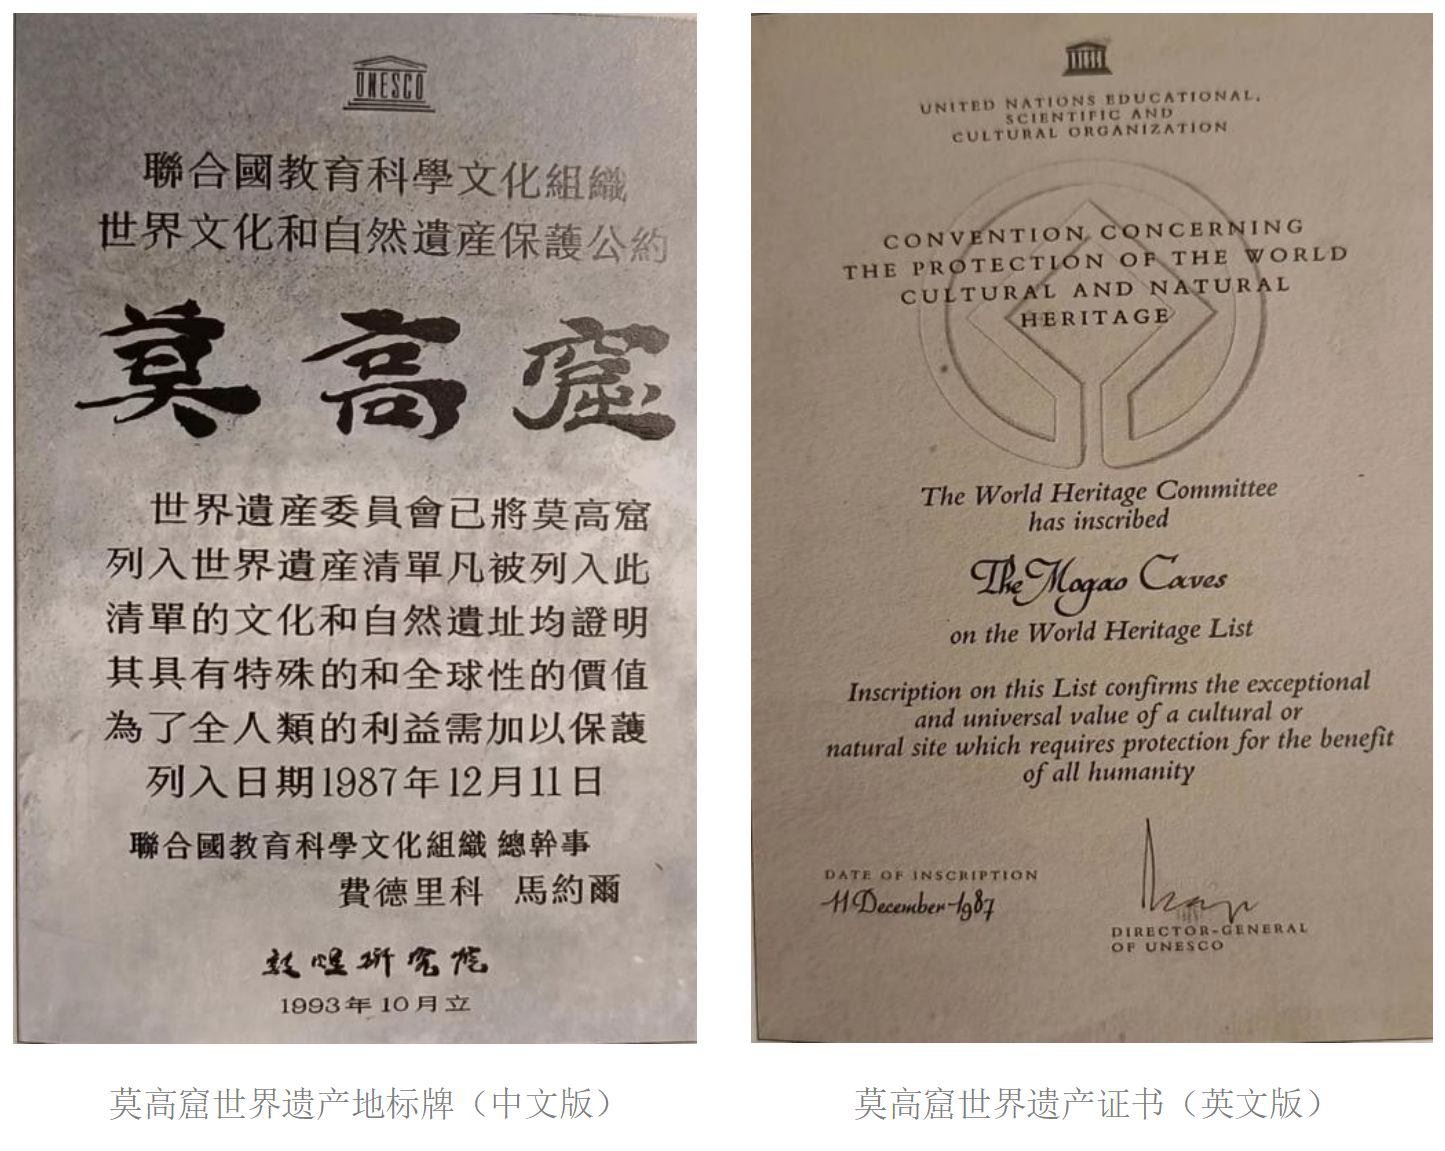 UNESCO
聯合國教育科學文化組織
世界文化和自然遺産保護公約
莫高窟
世界遺産委員會已將莫高窟
列入世界遺産清單凡被列入此
清單的文化和自然遺址均證明
其具有特殊的和全球性的價值
為了全人類的利益需加以保護
列入日期1987年12月11日
聯合國教育科學文化組織 總幹事
費德里科 馬約爾
敦煌研究院
1993年10月立
莫高窟世界遗产地标牌（中文版）
UNITED NATIONS EDUCATIONAL,
SCIENTIFIC AND
CULTURAL ORGANIZATION
CONVENTION CONCERNING
THE PROTECTION OF THE WORLD
CULTURAL AND NATURAL
HERITAGE
The World Heritage Committee
has inscribed
The Mogao Caves
on the World Heritage List
Inscription on this List confirms the exceptional
and universal value of a cultural or
natural site which requires protection for the benefit
of all humanity
DATE OF INSCRIPTION
11 December 1987
DIRECTOR-GENERAL
OF UNESCO
莫高窟世界遗产证书（英文版）